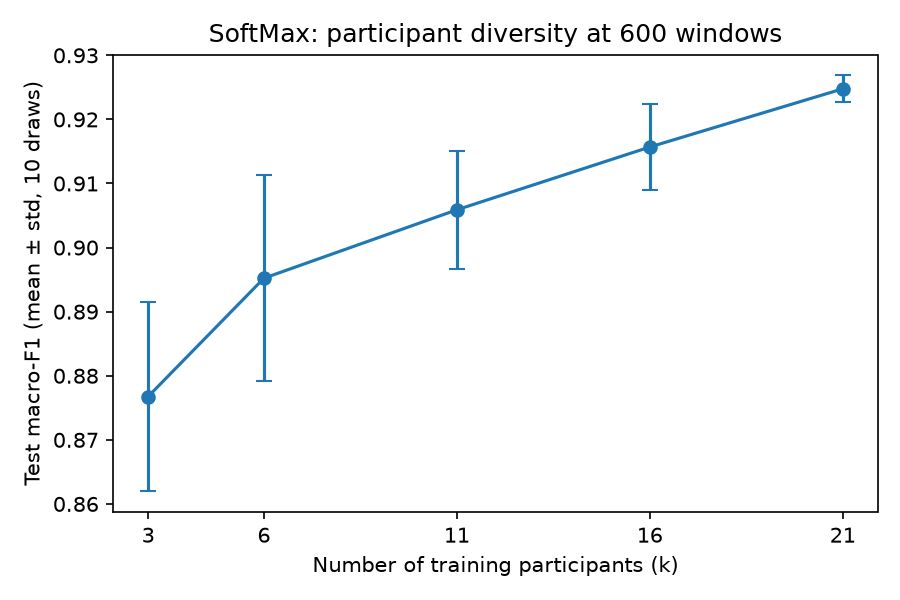 SoftMax: participant diversity at 600 windows
Test macro-F1 (mean ± std, 10 draws)
0.93
0.92
0.91
0.90
0.89
0.88
0.87
0.86
3 6 11 16 21
Number of training participants (k)